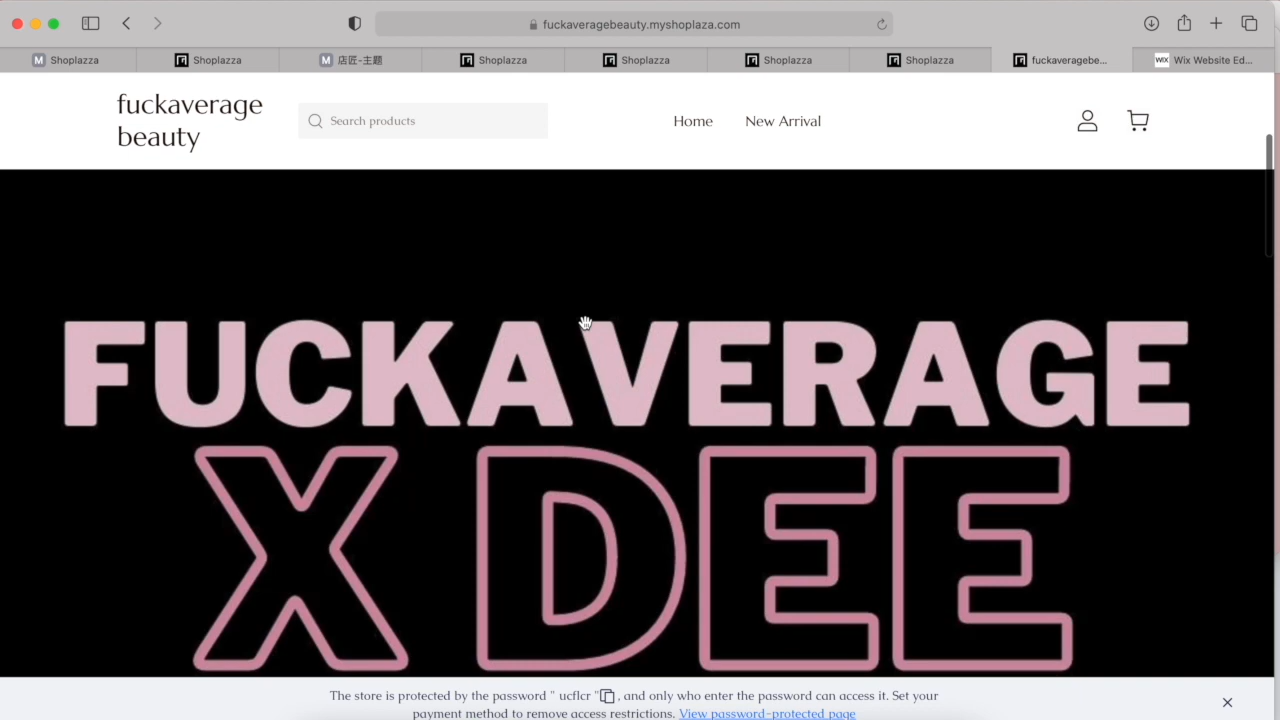 fuckaveragebeauty.myshoplaza.com
M Shoplazza
Shoplazza
M 店匠-主题
Shoplazza
Shoplazza
Shoplazza
Shoplazza
fuckaveragebe...
WIX Wix Website Ed...
fuckaverage
beauty
Search products
Home
New Arrival
FUCKAVERAGE
X DEE
The store is protected by the password " ucflcr " , and only who enter the password can access it. Set your
payment method to remove access restrictions. View password-protected page